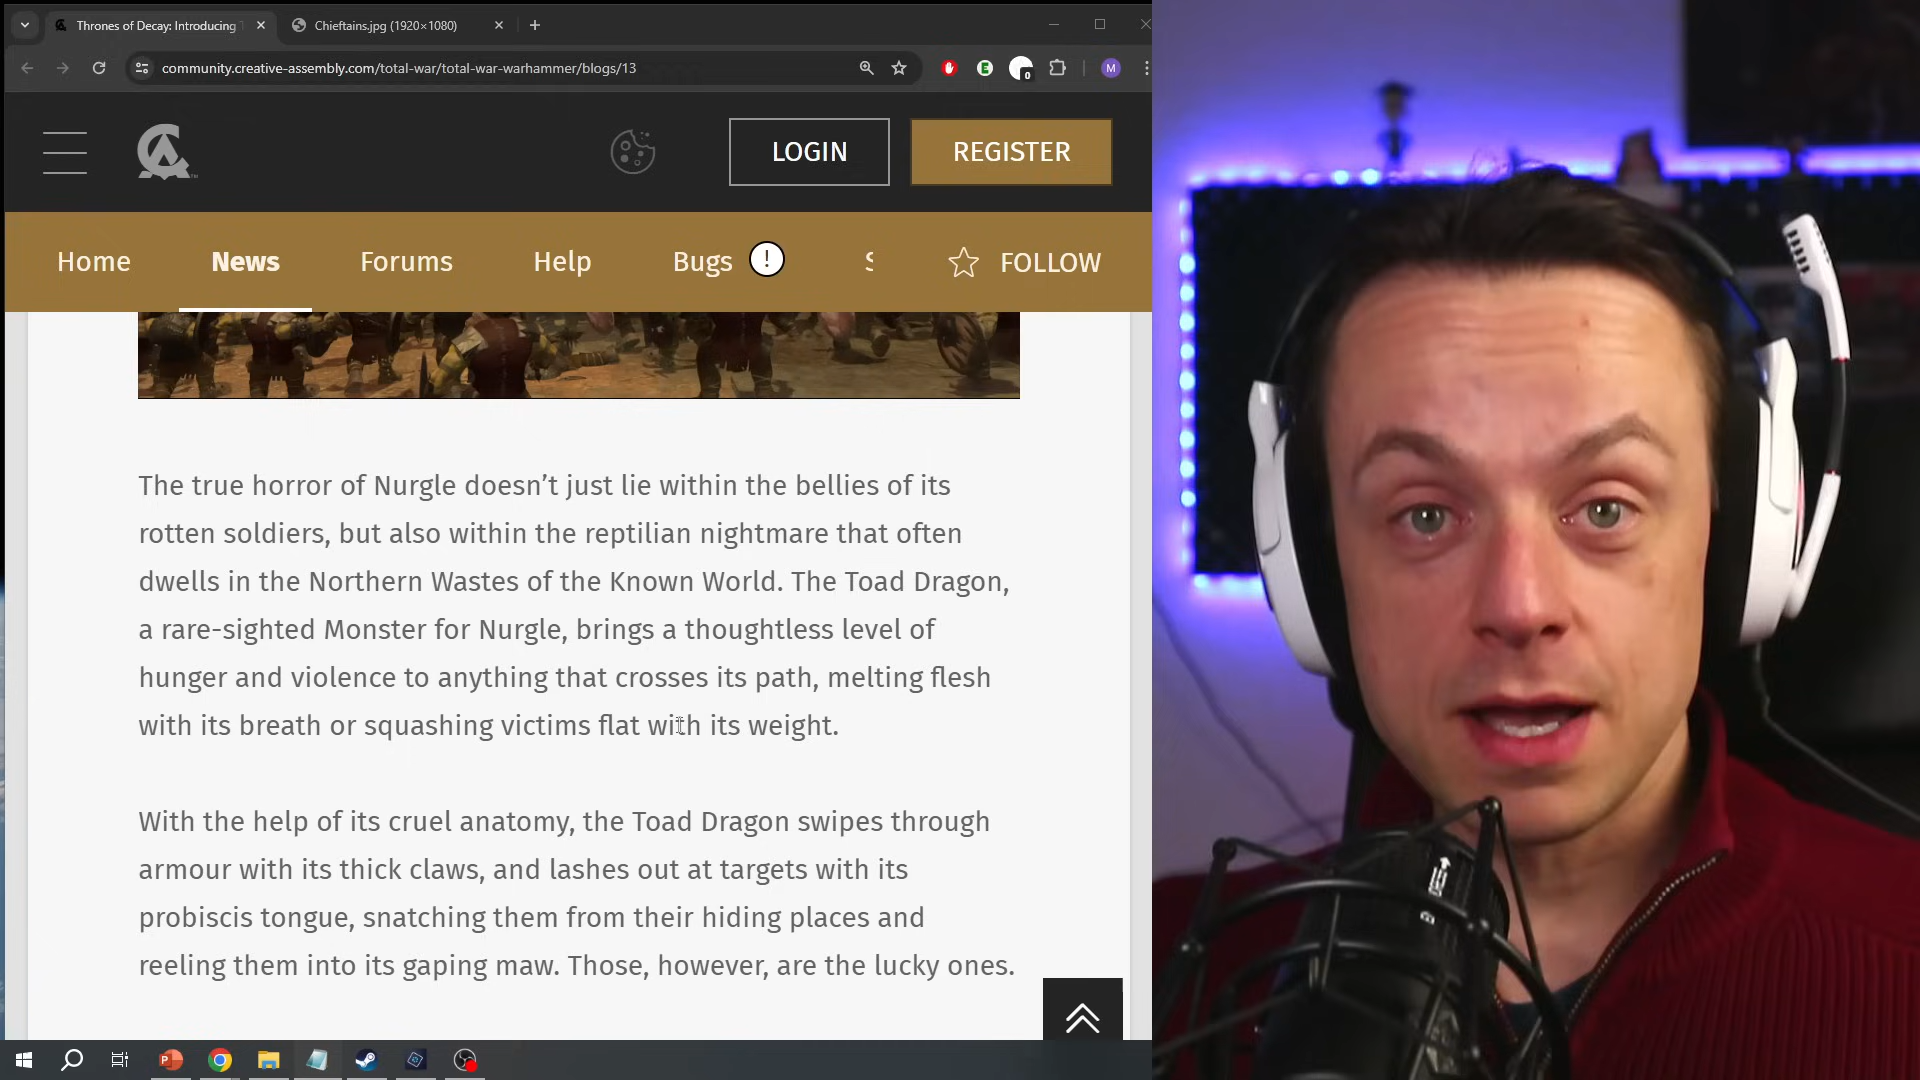 Thrones of Decay: Introducing T
Chieftains.jpg (1920×1080)
community.creative-assembly.com/total-war/total-war-warhammer/blogs/13
0
M
LOGIN
REGISTER
Home
News
Forums
Help
Bugs
!
FOLLOW
The true horror of Nurgle doesn’t just lie within the bellies of its
rotten soldiers, but also within the reptilian nightmare that often
dwells in the Northern Wastes of the Known World. The Toad Dragon,
a rare-sighted Monster for Nurgle, brings a thoughtless level of
hunger and violence to anything that crosses its path, melting flesh
with its breath or squashing victims flat with its weight.
With the help of its cruel anatomy, the Toad Dragon swipes through
armour with its thick claws, and lashes out at targets with its
probiscis tongue, snatching them from their hiding places and
reeling them into its gaping maw. Those, however, are the lucky ones.